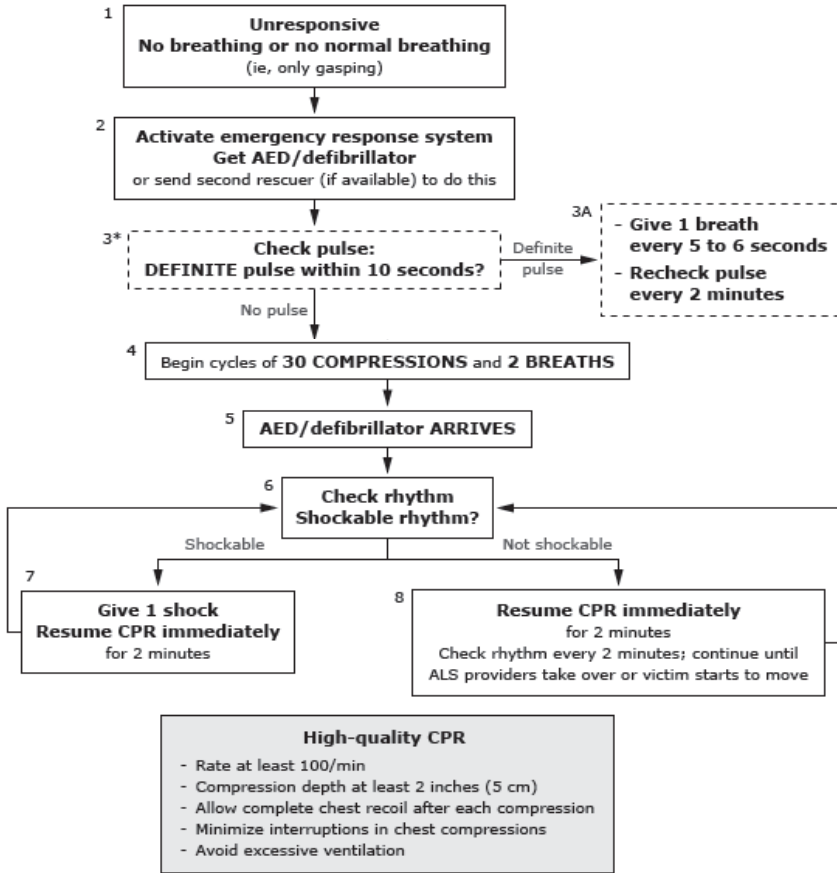 1
Unresponsive
No breathing or no normal breathing
(ie, only gasping)
2
Activate emergency response system
Get AED/defibrillator
or send second rescuer (if available) to do this
3*
Check pulse:
DEFINITE pulse within 10 seconds?
Definite
pulse
3A
- Give 1 breath
every 5 to 6 seconds
- Recheck pulse
every 2 minutes
No pulse
4
Begin cycles of 30 COMPRESSIONS and 2 BREATHS
5
AED/defibrillator ARRIVES
6
Check rhythm
Shockable rhythm?
Shockable
Not shockable
7
Give 1 shock
Resume CPR immediately
for 2 minutes
8
Resume CPR immediately
for 2 minutes
Check rhythm every 2 minutes; continue until
ALS providers take over or victim starts to move
High-quality CPR
- Rate at least 100/min
- Compression depth at least 2 inches (5 cm)
- Allow complete chest recoil after each compression
- Minimize interruptions in chest compressions
- Avoid excessive ventilation